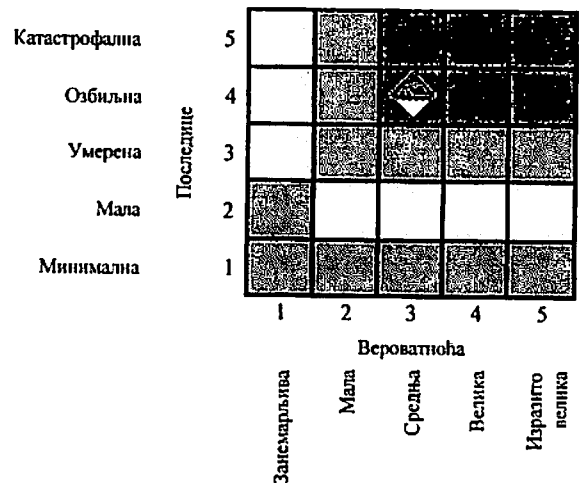 Катастрофална 5
Озбиљна 4
Умерена 3
Мала 2
Минимална 1
Последице
1 2 3 4 5
Вероватноћа
Занемарљива
Мала
Средња
Велика
Изразито
велика